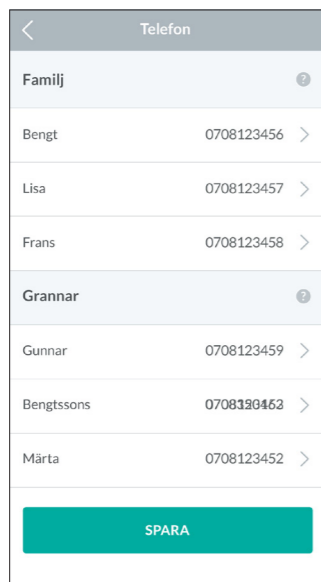 Telefon
Familj
?
Bengt 0708123456
Lisa 0708123457
Frans 0708123458
Grannar
?
Gunnar 0708123459
Bengtssons
Märta 0708123452
SPARA